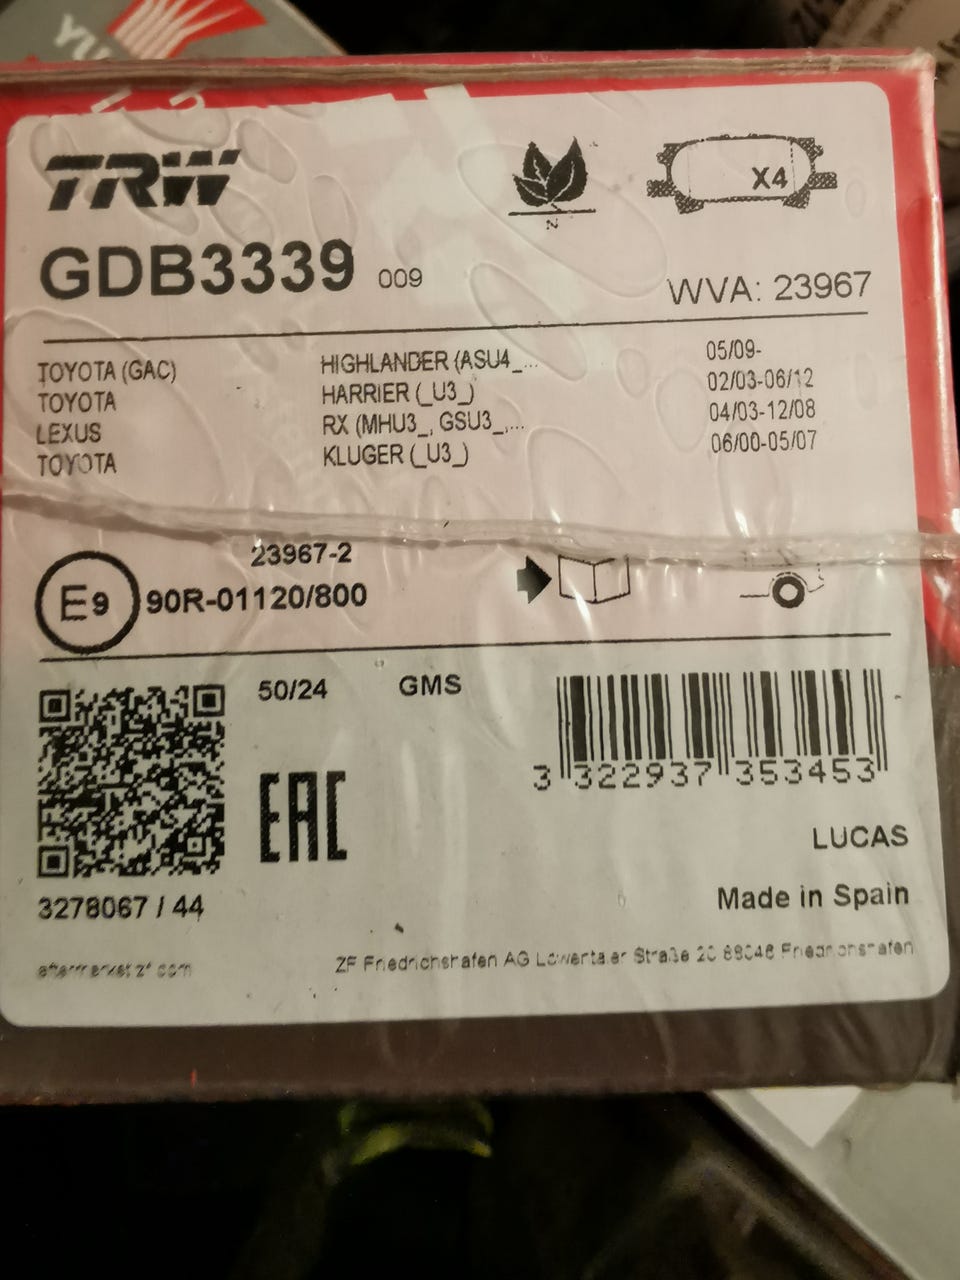 YU
TRW
X4
GDB3339 009
WVA: 23967
TOYOTA (GAC) HIGHLANDER (ASU4_... 05/09-
TOYOTA HARRIER (_U3_) 02/03-06/12
LEXUS RX (MHU3_, GSU3_,... 04/03-12/08
TOYOTA KLUGER (_U3_) 06/00-05/07
23967-2
E9 90R-01120/800
50/24 GMS
3 322937 353453
EAC
LUCAS
3278067 / 44
Made in Spain
aftermarket.zf.com
ZF Friedrichshafen AG Löwentaler Straße 20 88046 Friedrichshafen